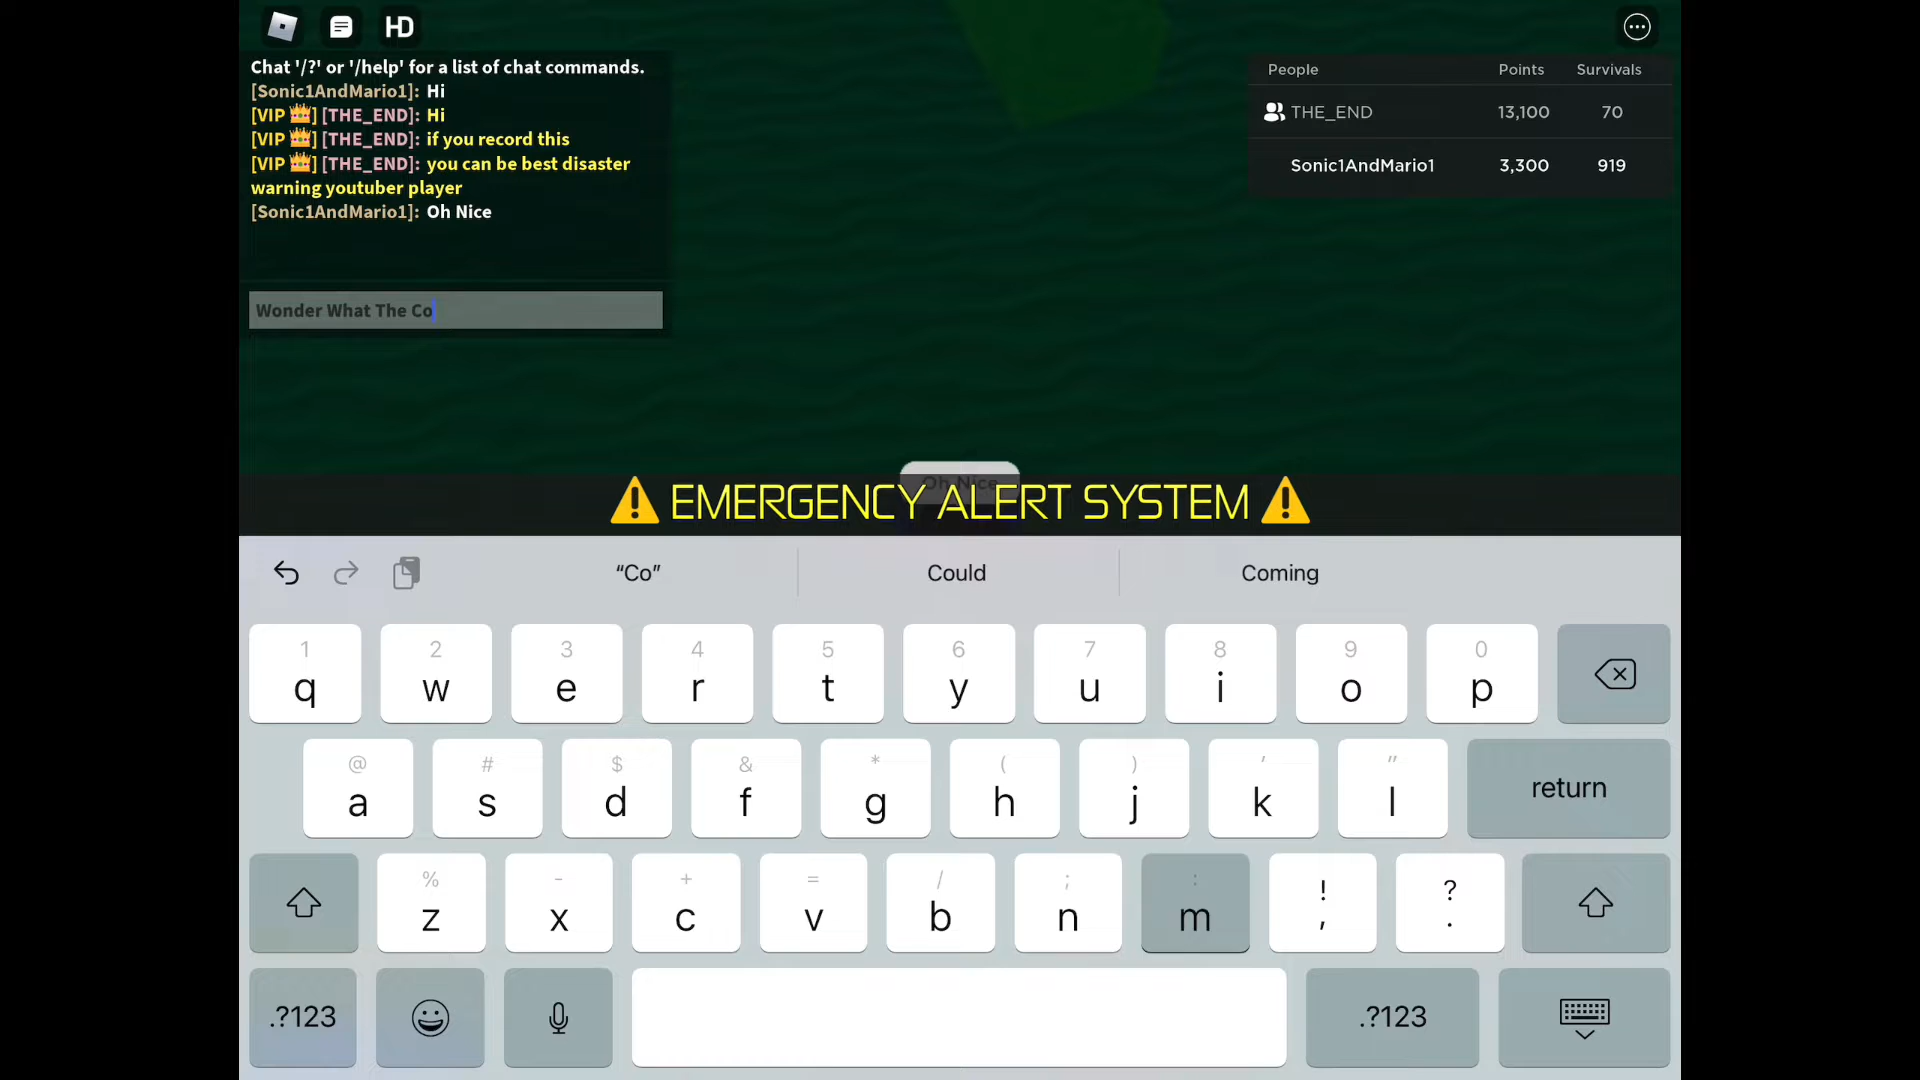 HD
Chat '/?' or '/help' for a list of chat commands.
[Sonic1AndMario1]: Hi
[VIP 👑] [THE_END]: Hi
[VIP 👑] [THE_END]: if you record this
[VIP 👑] [THE_END]: you can be best disaster
warning youtuber player
[Sonic1AndMario1]: Oh Nice
Wonder What The Co
People Points Survivals
THE_END 13,100 70
Sonic1AndMario1 3,300 919
Oh Nice
⚠️ EMERGENCY ALERT SYSTEM ⚠️
“Co” Could Coming
1 2 3 4 5 6 7 8 9 0
q w e r t y u i o p
@ # $ & * ( ) ' "
a s d f g h j k l return
% - + = / ; : ! ?
z x c v b n m , .
.?123 .?123